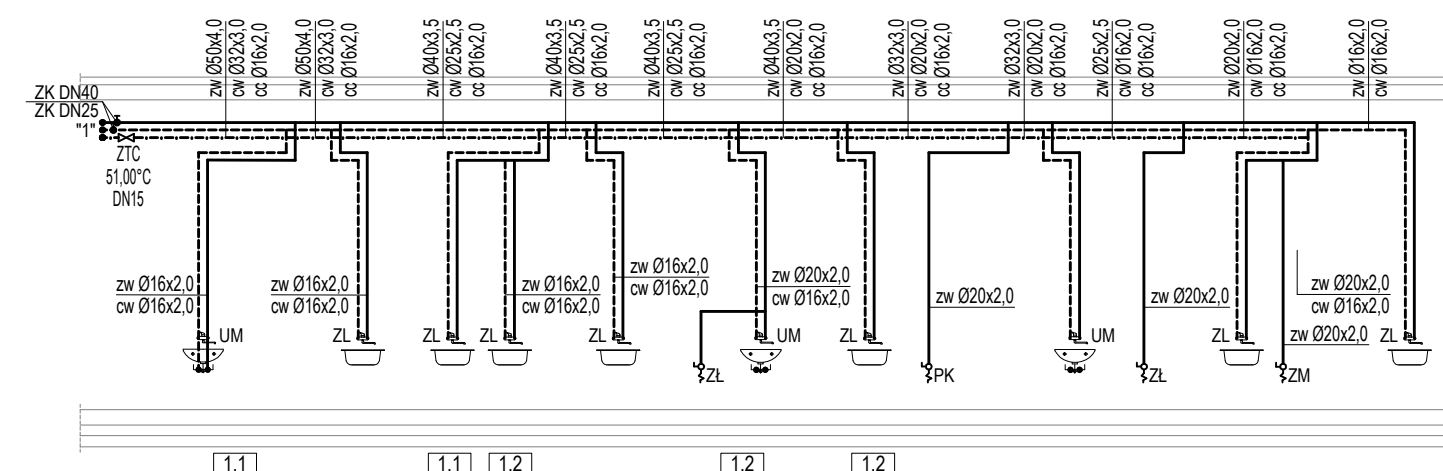 zw Ø50x4,0
cw Ø32x3,0
cc Ø16x2,0
zw Ø50x4,0
cw Ø32x3,0
cc Ø16x2,0
zw Ø40x3,5
cw Ø25x2,5
cc Ø16x2,0
zw Ø40x3,5
cw Ø25x2,5
cc Ø16x2,0
zw Ø40x3,5
cw Ø25x2,5
cc Ø16x2,0
zw Ø40x3,5
cw Ø20x2,0
cc Ø16x2,0
zw Ø32x3,0
cw Ø20x2,0
cc Ø16x2,0
zw Ø32x3,0
cw Ø20x2,0
cc Ø16x2,0
zw Ø25x2,5
cw Ø16x2,0
cc Ø16x2,0
zw Ø20x2,0
cw Ø16x2,0
cc Ø16x2,0
zw Ø16x2,0
cw Ø16x2,0
ZK DN40
ZK DN25
"1"
ZTC
51,00°C
DN15
zw Ø16x2,0
cw Ø16x2,0
zw Ø16x2,0
cw Ø16x2,0
zw Ø16x2,0
cw Ø16x2,0
zw Ø16x2,0
cw Ø16x2,0
zw Ø20x2,0
cw Ø16x2,0
zw Ø20x2,0
zw Ø20x2,0
zw Ø20x2,0
cw Ø16x2,0
zw Ø20x2,0
UM
ZL
ZL
ZL
ZL
UM
ZL
UM
ZL
ZL
ZŁ
PK
ZŁ
ZM
1.1
1.1
1.2
1.2
1.2